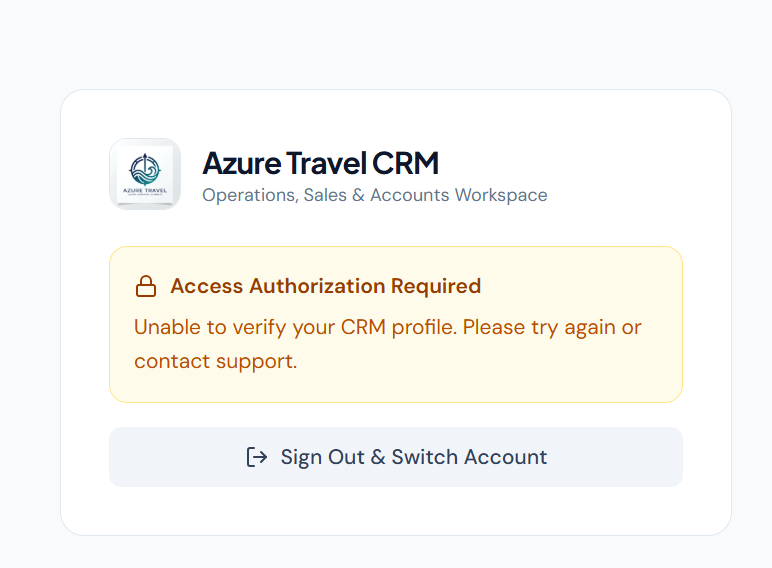 AZURE TRAVEL
Azure Travel CRM
Operations, Sales & Accounts Workspace
Access Authorization Required
Unable to verify your CRM profile. Please try again or
contact support.
Sign Out & Switch Account